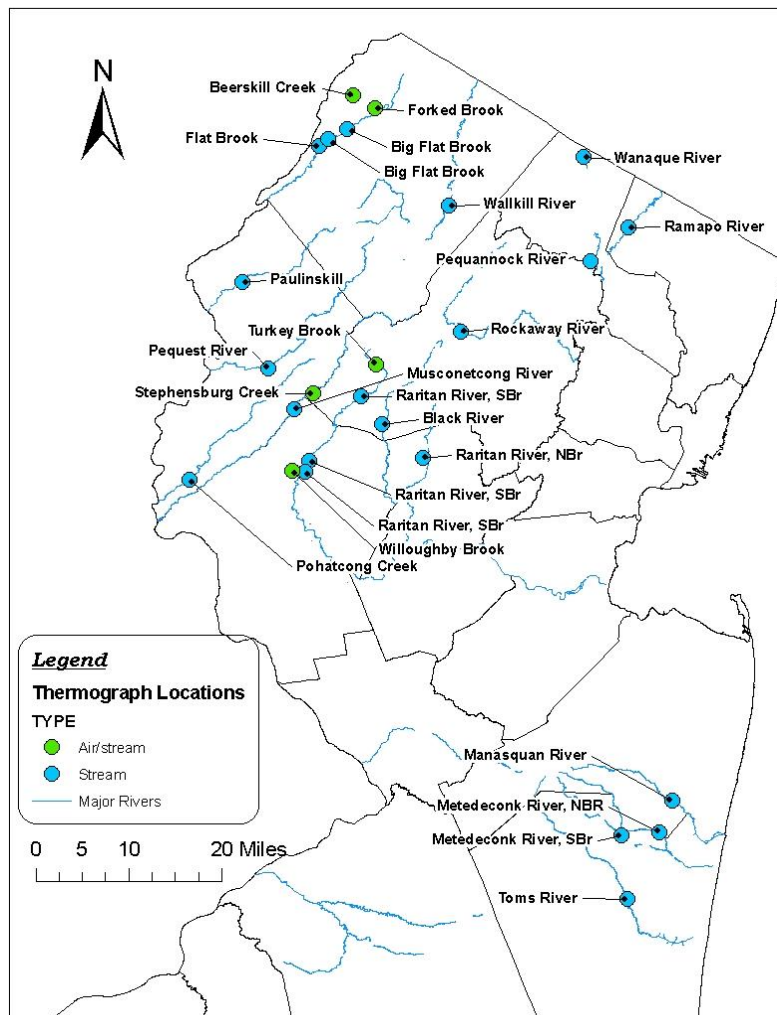 N
Beerskill Creek
Forked Brook
Flat Brook
Big Flat Brook
Big Flat Brook
Wanaque River
Wallkill River
Ramapo River
Pequannock River
Paulinskill
Turkey Brook
Rockaway River
Pequest River
Musconetcong River
Stephensburg Creek
Raritan River, SBr
Black River
Raritan River, NBr
Raritan River, SBr
Raritan River, SBr
Willoughby Brook
Pohatcong Creek
Legend
Thermograph Locations
TYPE
Air/stream
Stream
Major Rivers
0 5 10 20 Miles
Manasquan River
Metedeconk River, NBR
Metedeconk River, SBr
Toms River